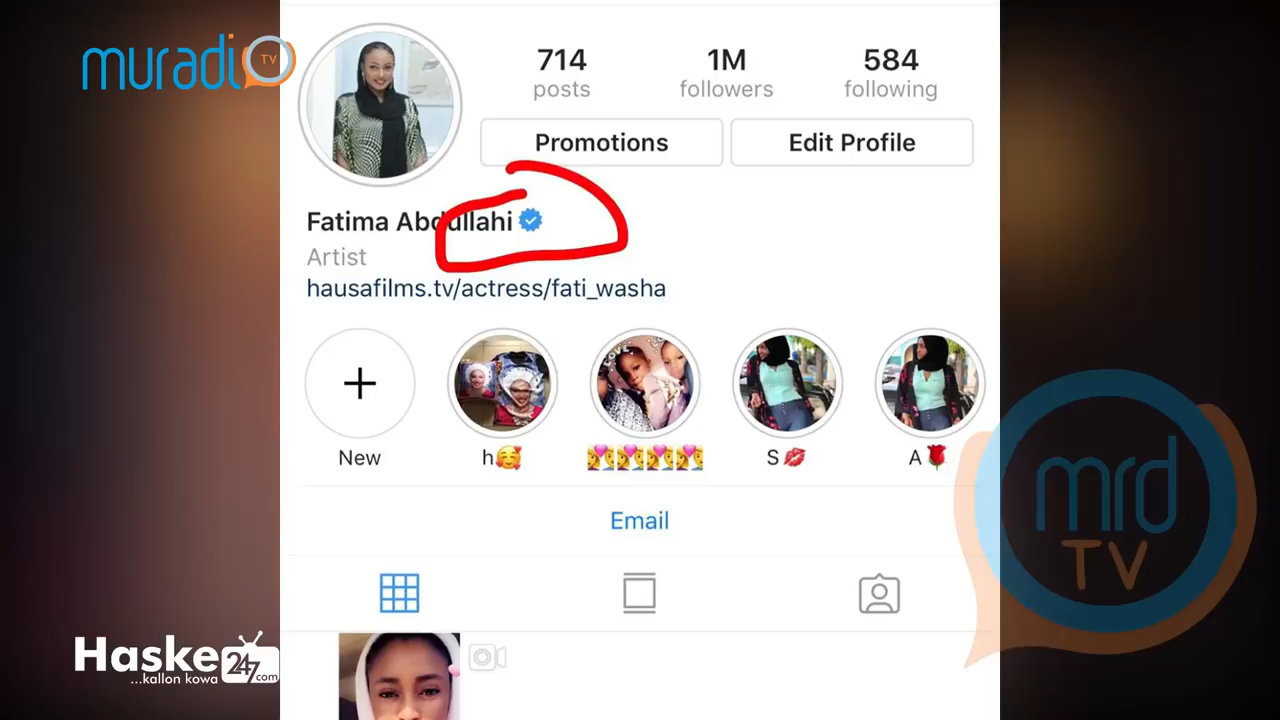 muradi TV
714 1M 584
posts followers following
Promotions Edit Profile
Fatima Abdullahi
Artist
hausafilms.tv/actress/fati_washa
LOVE
New h🥰 S💋 A🌹
Email
mrd
TV
Haske
247
...kallon kowa .com